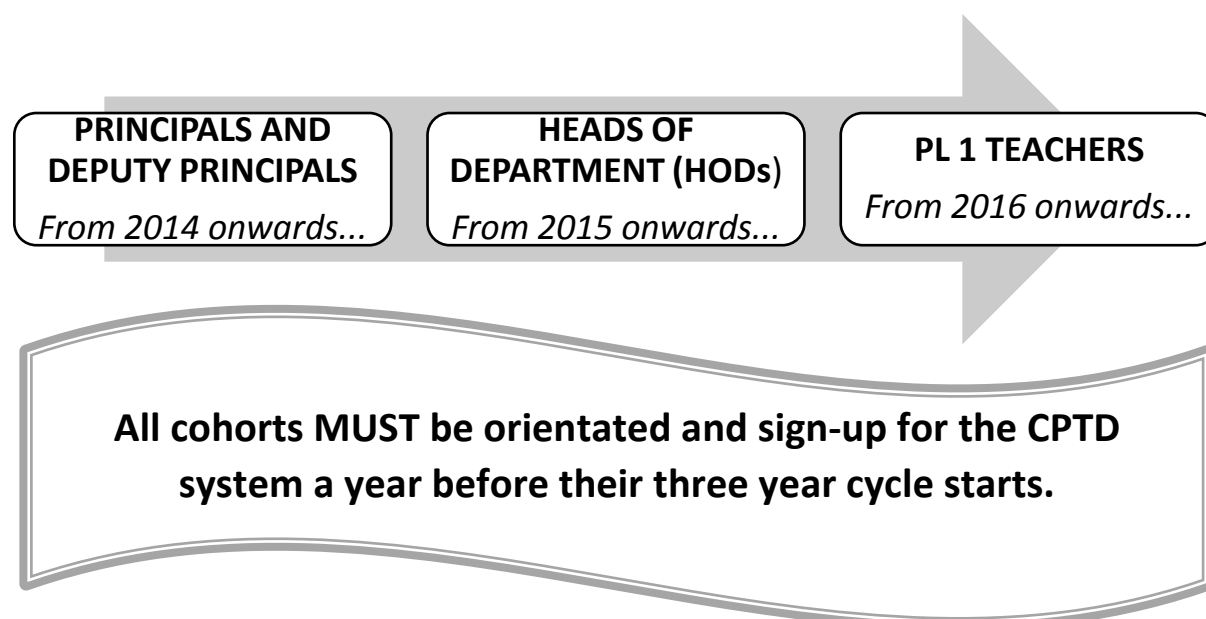 PRINCIPALS AND
DEPUTY PRINCIPALS
From 2014 onwards...
HEADS OF
DEPARTMENT (HODs)
From 2015 onwards...
PL 1 TEACHERS
From 2016 onwards...
All cohorts MUST be orientated and sign-up for the CPTD
system a year before their three year cycle starts.